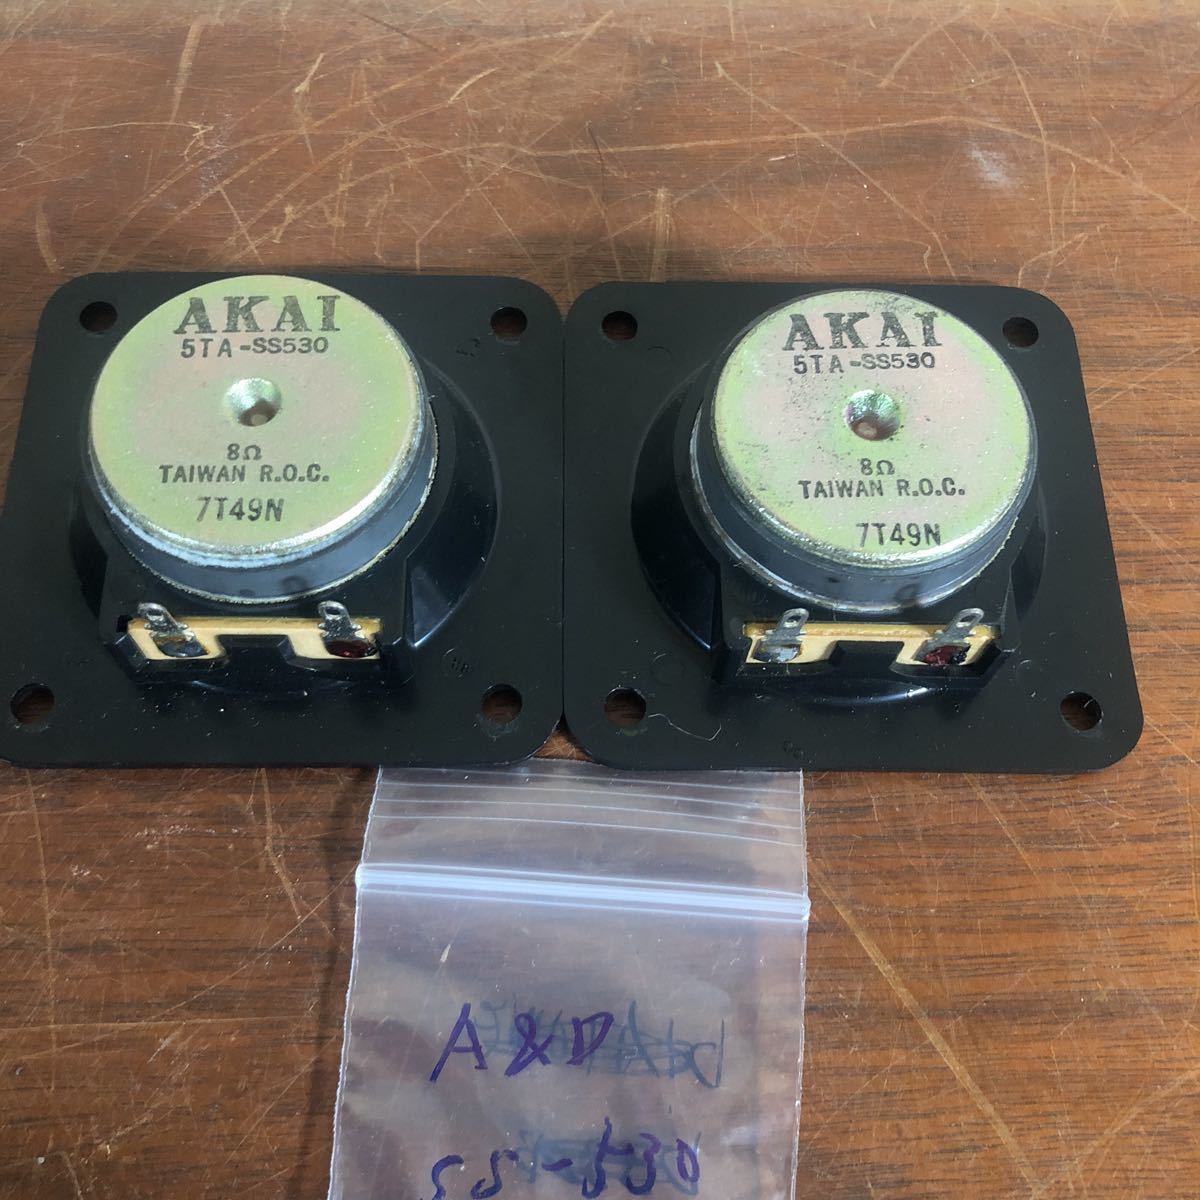 AKAI
5TA-SS530
8Ω
TAIWAN R.O.C.
7T49N
AKAI
5TA-SS530
8Ω
TAIWAN R.O.C.
7T49N
A&D
SS-530